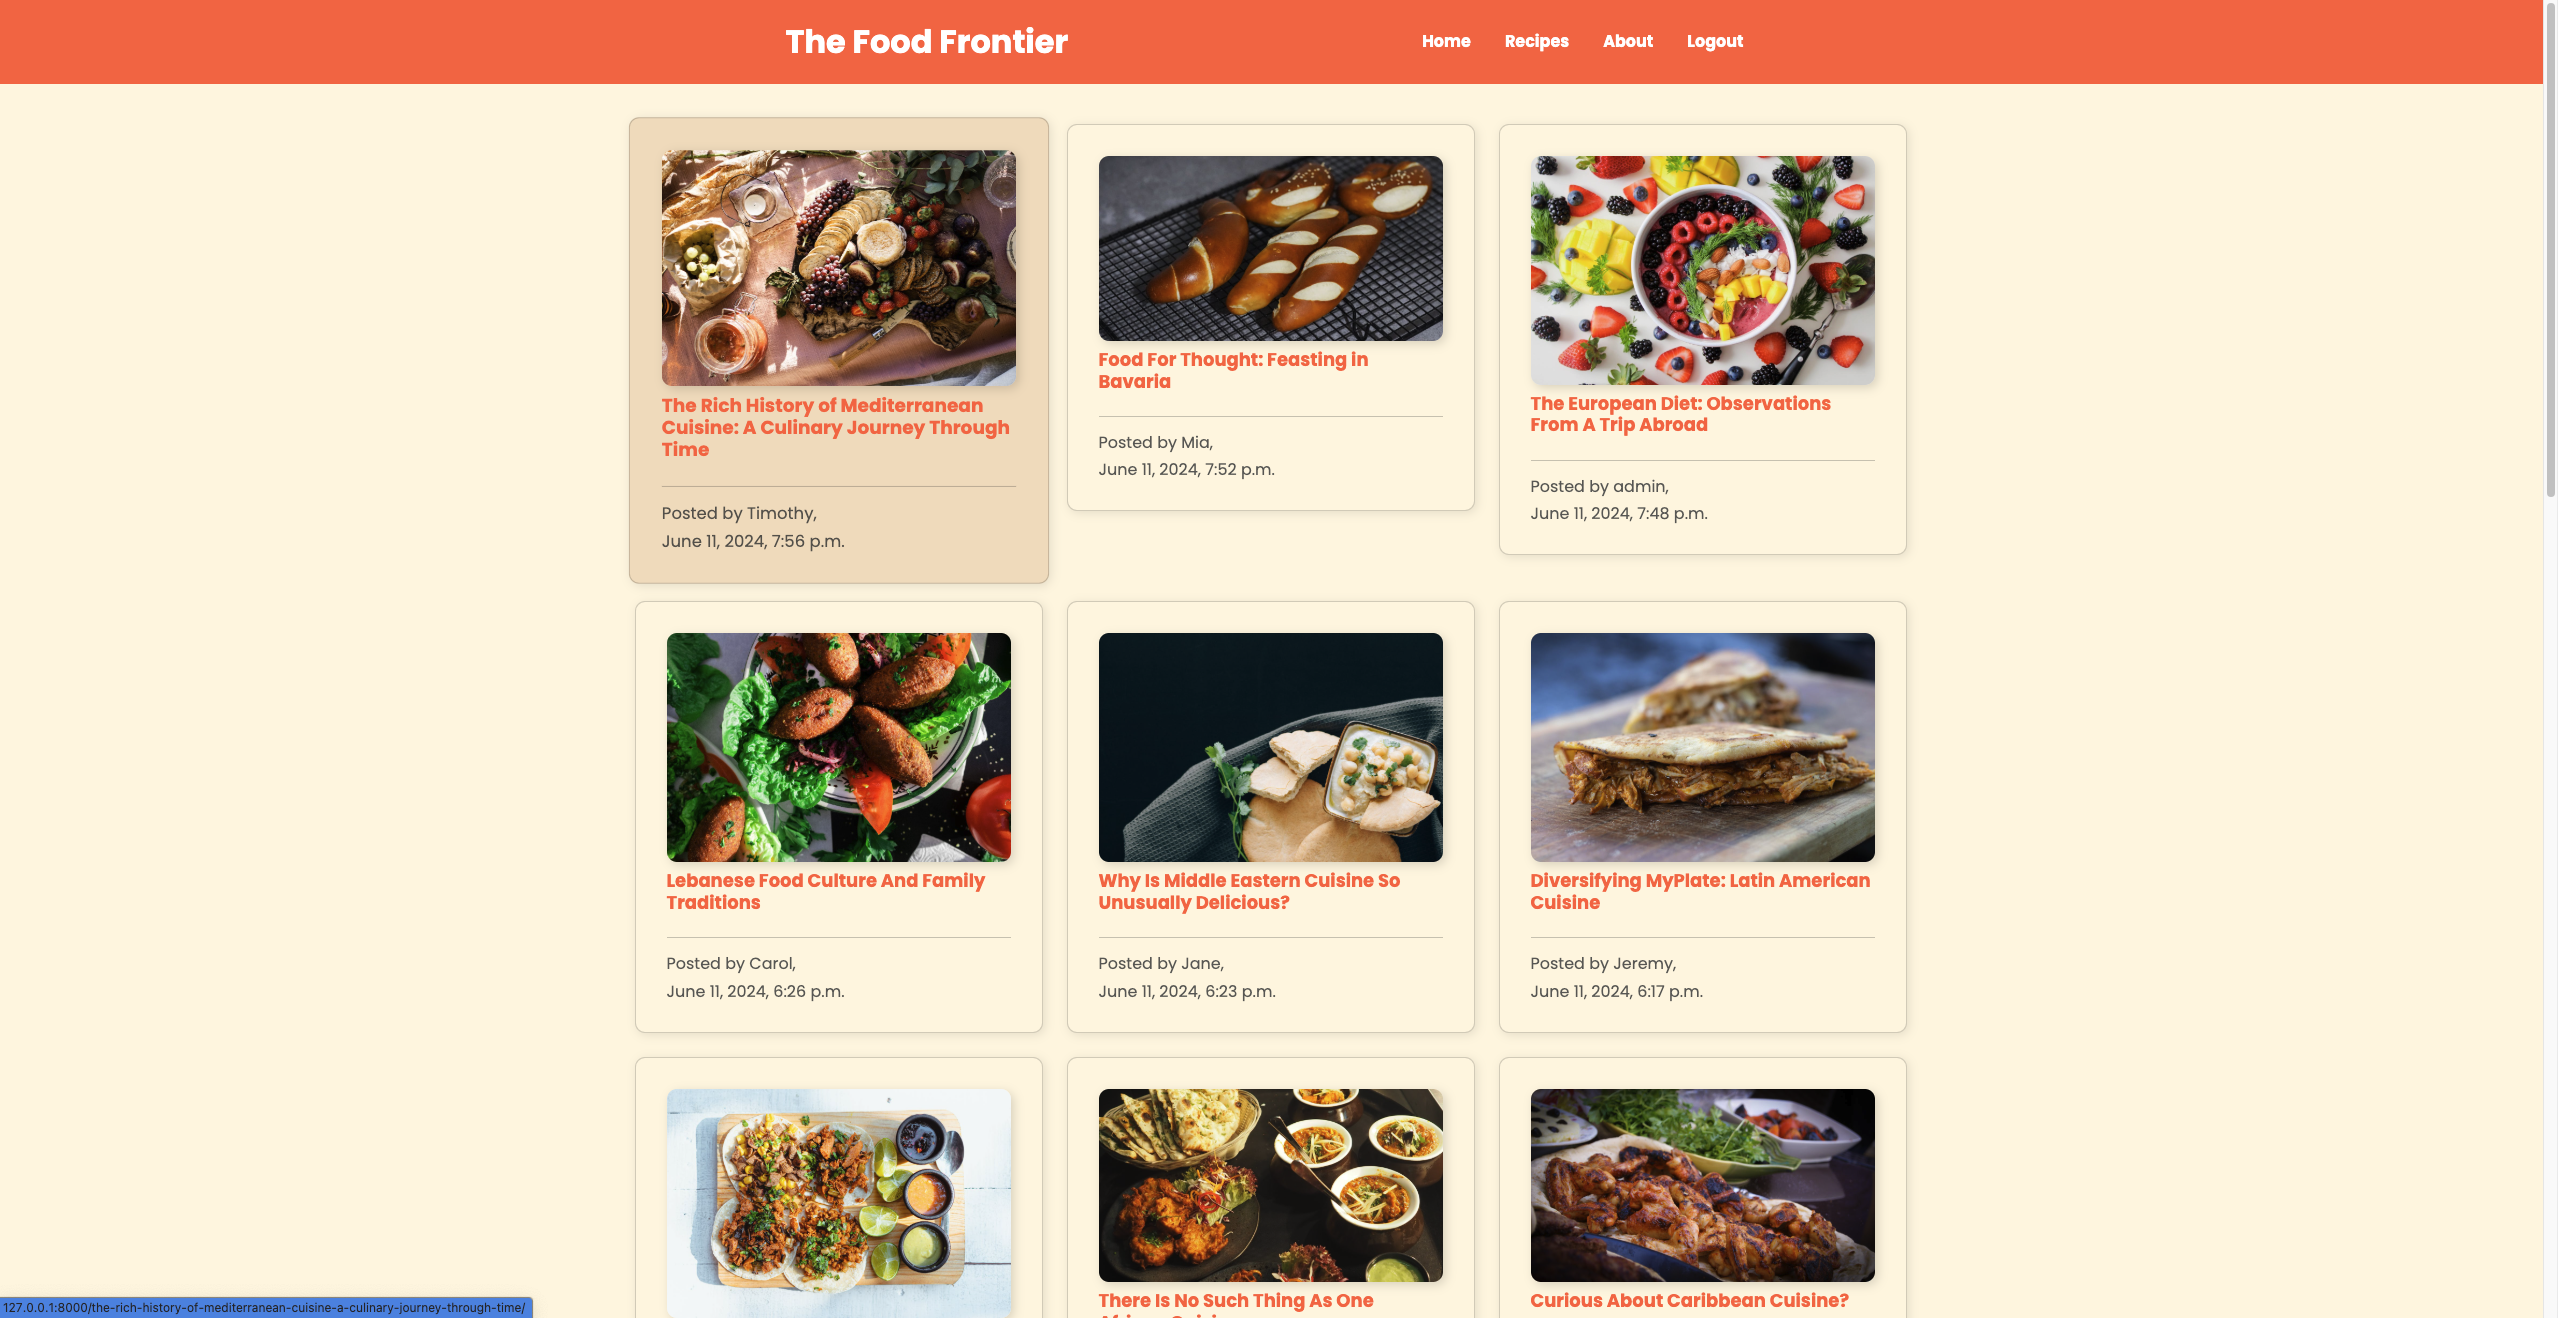 The Food Frontier
Home Recipes About Logout
The Rich History of Mediterranean
Cuisine: A Culinary Journey Through
Time
Posted by Timothy,
June 11, 2024, 7:56 p.m.
Food For Thought: Feasting in
Bavaria
Posted by Mia,
June 11, 2024, 7:52 p.m.
The European Diet: Observations
From A Trip Abroad
Posted by admin,
June 11, 2024, 7:48 p.m.
Lebanese Food Culture And Family
Traditions
Posted by Carol,
June 11, 2024, 6:26 p.m.
Why Is Middle Eastern Cuisine So
Unusually Delicious?
Posted by Jane,
June 11, 2024, 6:23 p.m.
Diversifying MyPlate: Latin American
Cuisine
Posted by Jeremy,
June 11, 2024, 6:17 p.m.
There Is No Such Thing As One
Curious About Caribbean Cuisine?
127.0.0.1:8000/the-rich-history-of-mediterranean-cuisine-a-culinary-journey-through-time/